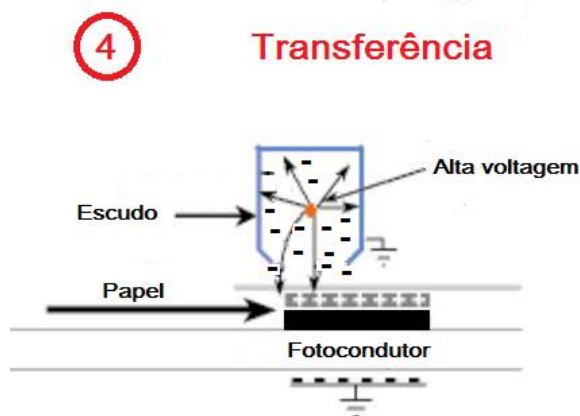 4 Transferência
Alta voltagem
Escudo
Papel
Fotocondutor